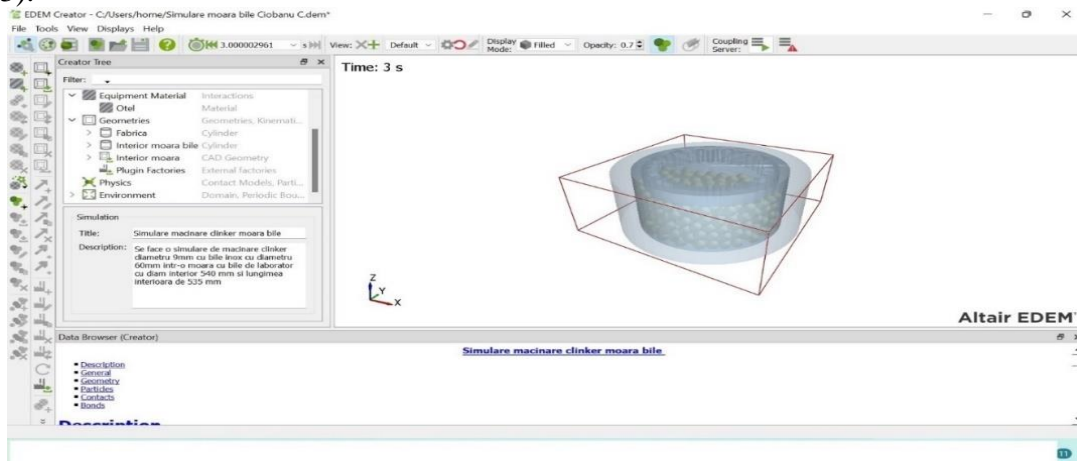 3).
EDEM Creator - C:/Users/home/Simulare moara bile Ciobanu C.dem*
File Tools View Displays Help
3.000002961 s View: Default Display Mode: Filled Opacity: 0.7 Coupling Server:
Creator Tree
Filter:
Equipment Material Interactions
Otel Material
Geometries Geometries, Kinemati...
Fabrica Cylinder
Interior moara bile Cylinder
Interior moara CAD Geometry
Plugin Factories External factories
Physics Contact Models, Parti...
Environment Domain, Periodic Bou...
Simulation
Title: Simulare macinare clinker moara bile
Description: Se face o simulare de macinare clinker
diametru 9mm cu bile inox cu diametru
60mm intr-o moara cu bile de laborator
cu diam interior 540 mm si lungimea
interioara de 535 mm
Time: 3 s
Z
Y
X
Altair EDEM
Data Browser (Creator)
Simulare macinare clinker moara bile
Description
General
Geometry
Particles
Contacts
Bonds
Description
11